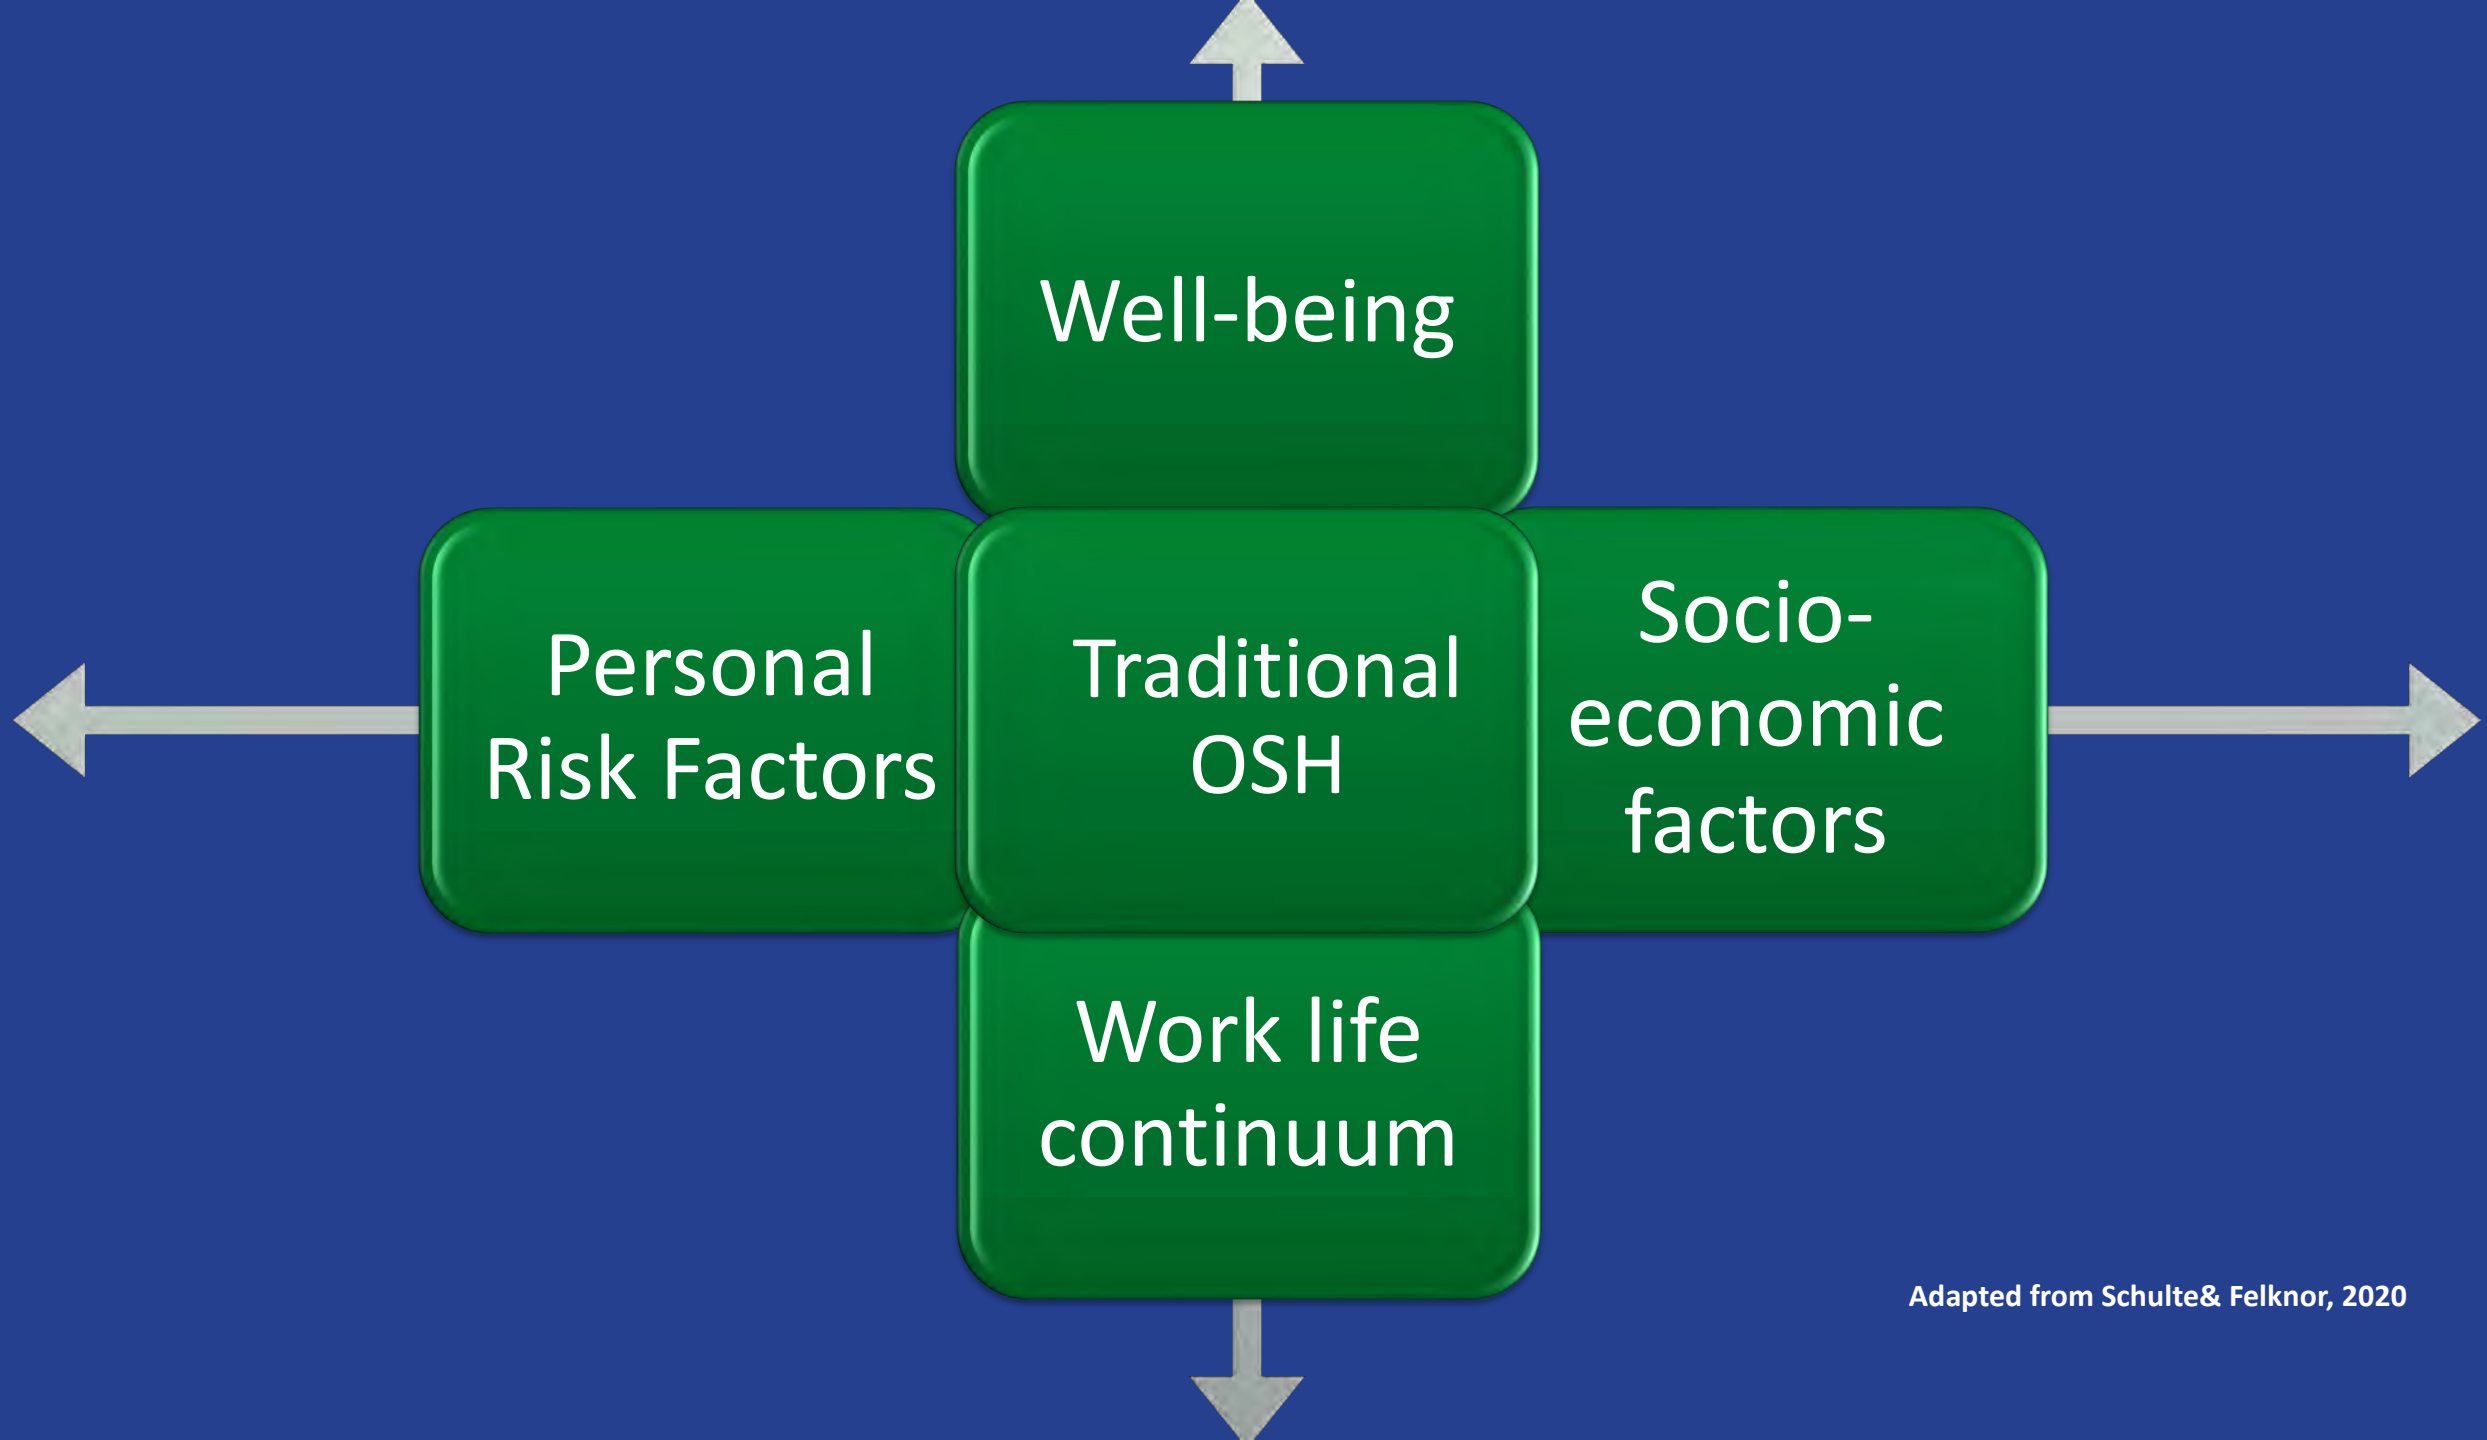 Well-being
Personal
Risk Factors
Traditional
OSH
Socio-
economic
factors
Work life
continuum
Adapted from Schulte& Felknor, 2020